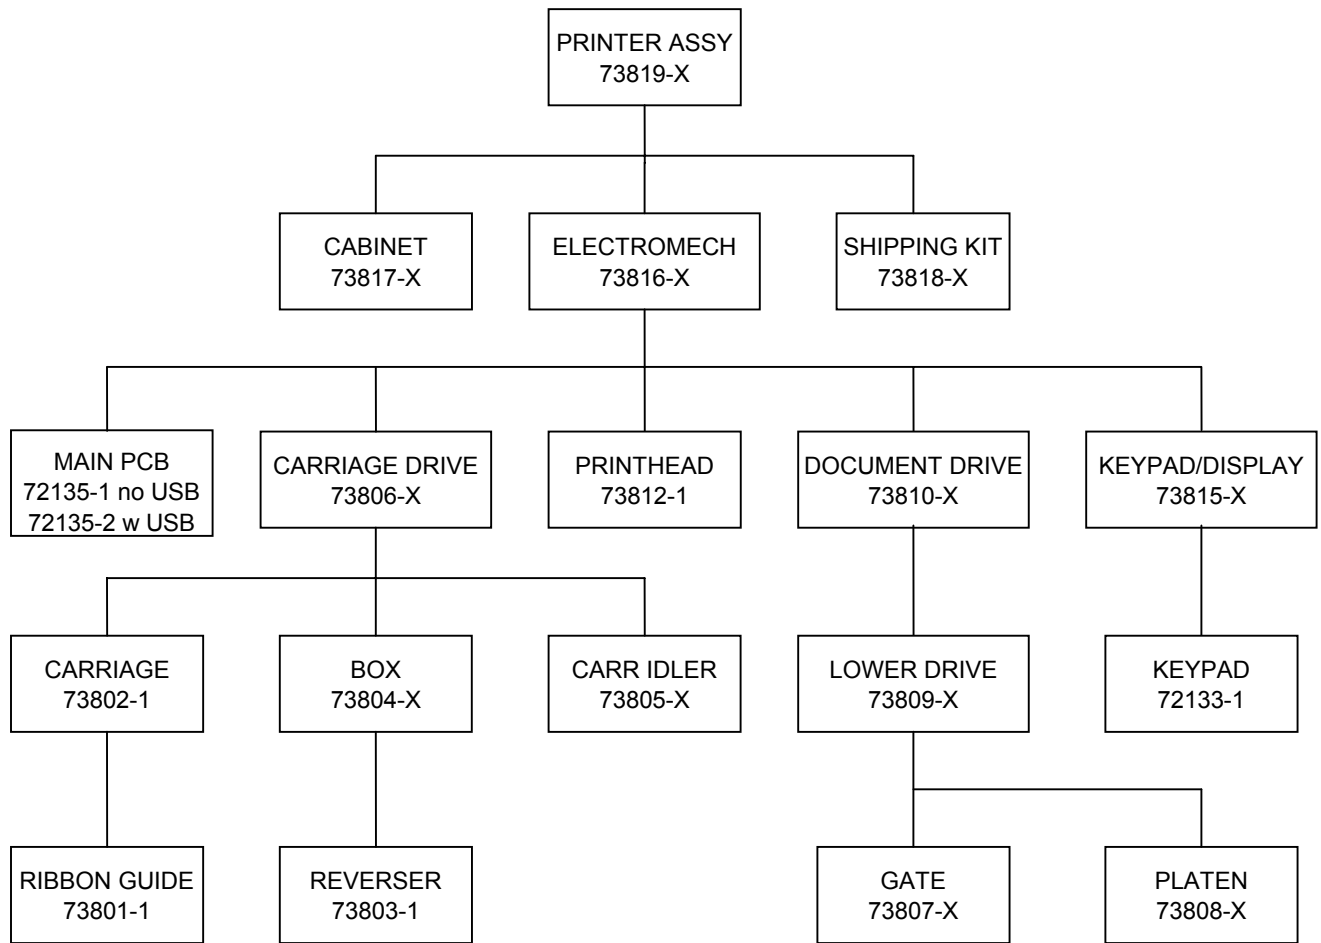 PRINTER ASSY
73819-X
CABINET
73817-X
ELECTROMECH
73816-X
SHIPPING KIT
73818-X
MAIN PCB
72135-1 no USB
72135-2 w USB
CARRIAGE DRIVE
73806-X
PRINTHEAD
73812-1
DOCUMENT DRIVE
73810-X
KEYPAD/DISPLAY
73815-X
CARRIAGE
73802-1
BOX
73804-X
CARR IDLER
73805-X
LOWER DRIVE
73809-X
KEYPAD
72133-1
RIBBON GUIDE
73801-1
REVERSER
73803-1
GATE
73807-X
PLATEN
73808-X